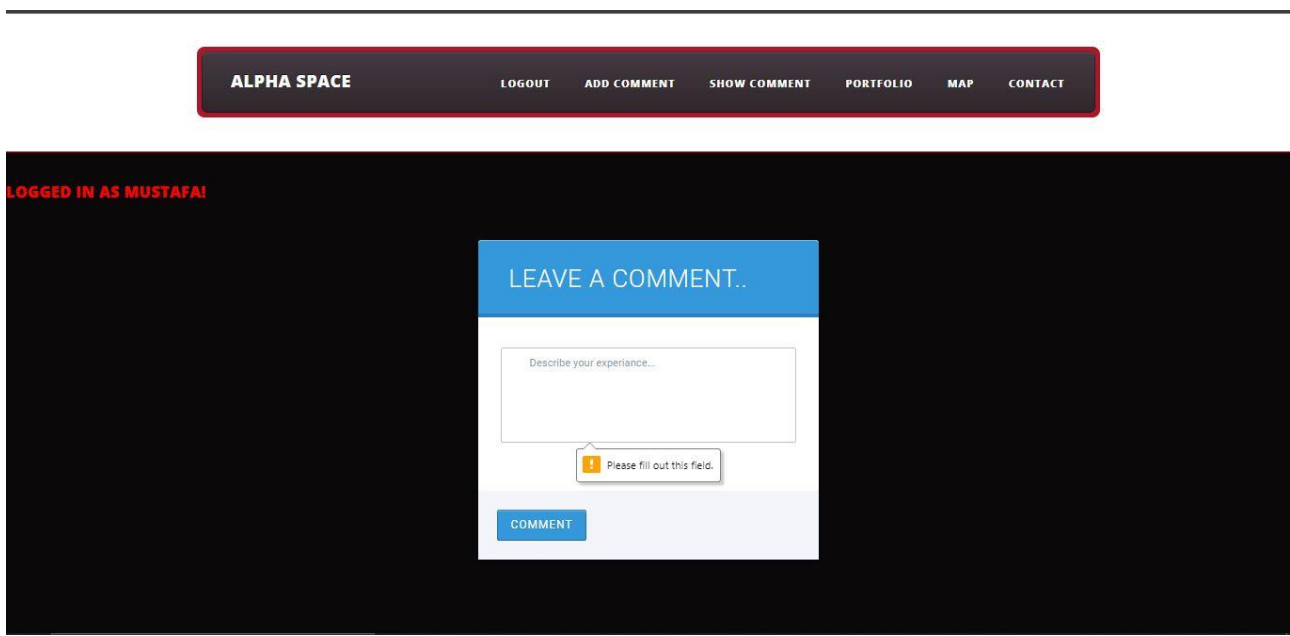 ALPHA SPACE LOGOUT ADD COMMENT SHOW COMMENT PORTFOLIO MAP CONTACT
LOGGED IN AS MUSTAFA!
LEAVE A COMMENT..
Describe your experiance...
! Please fill out this field.
COMMENT